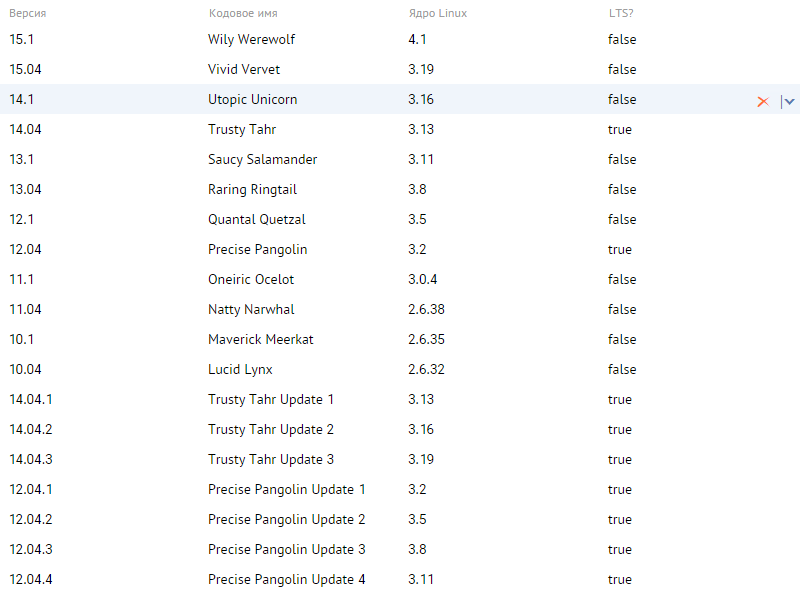 Версия Кодовое имя Ядро Linux LTS?
15.1 Wily Werewolf 4.1 false
15.04 Vivid Vervet 3.19 false
14.1 Utopic Unicorn 3.16 false
14.04 Trusty Tahr 3.13 true
13.1 Saucy Salamander 3.11 false
13.04 Raring Ringtail 3.8 false
12.1 Quantal Quetzal 3.5 false
12.04 Precise Pangolin 3.2 true
11.1 Oneiric Ocelot 3.0.4 false
11.04 Natty Narwhal 2.6.38 false
10.1 Maverick Meerkat 2.6.35 false
10.04 Lucid Lynx 2.6.32 false
14.04.1 Trusty Tahr Update 1 3.13 true
14.04.2 Trusty Tahr Update 2 3.16 true
14.04.3 Trusty Tahr Update 3 3.19 true
12.04.1 Precise Pangolin Update 1 3.2 true
12.04.2 Precise Pangolin Update 2 3.5 true
12.04.3 Precise Pangolin Update 3 3.8 true
12.04.4 Precise Pangolin Update 4 3.11 true